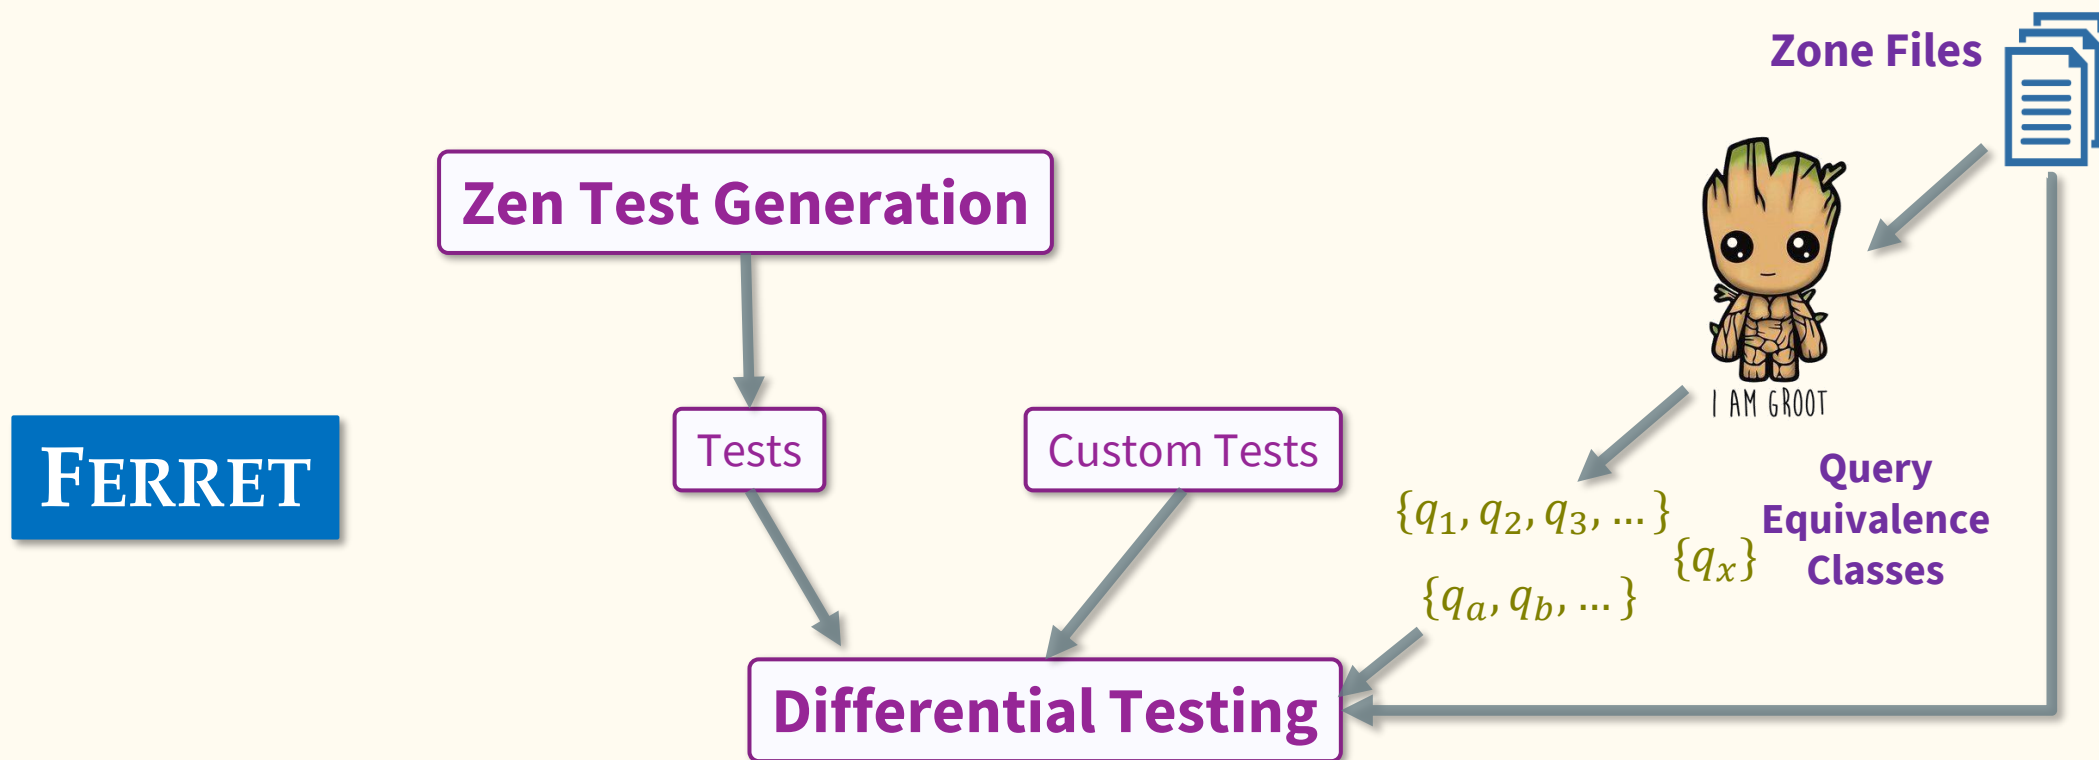 Zone Files
Zen Test Generation
I AM GROOT
FERRET
Tests
Custom Tests
Query
Equivalence
Classes
{q₁, q₂, q₃, ...}
{qₓ}
{qₐ, q_b, ...}
Differential Testing